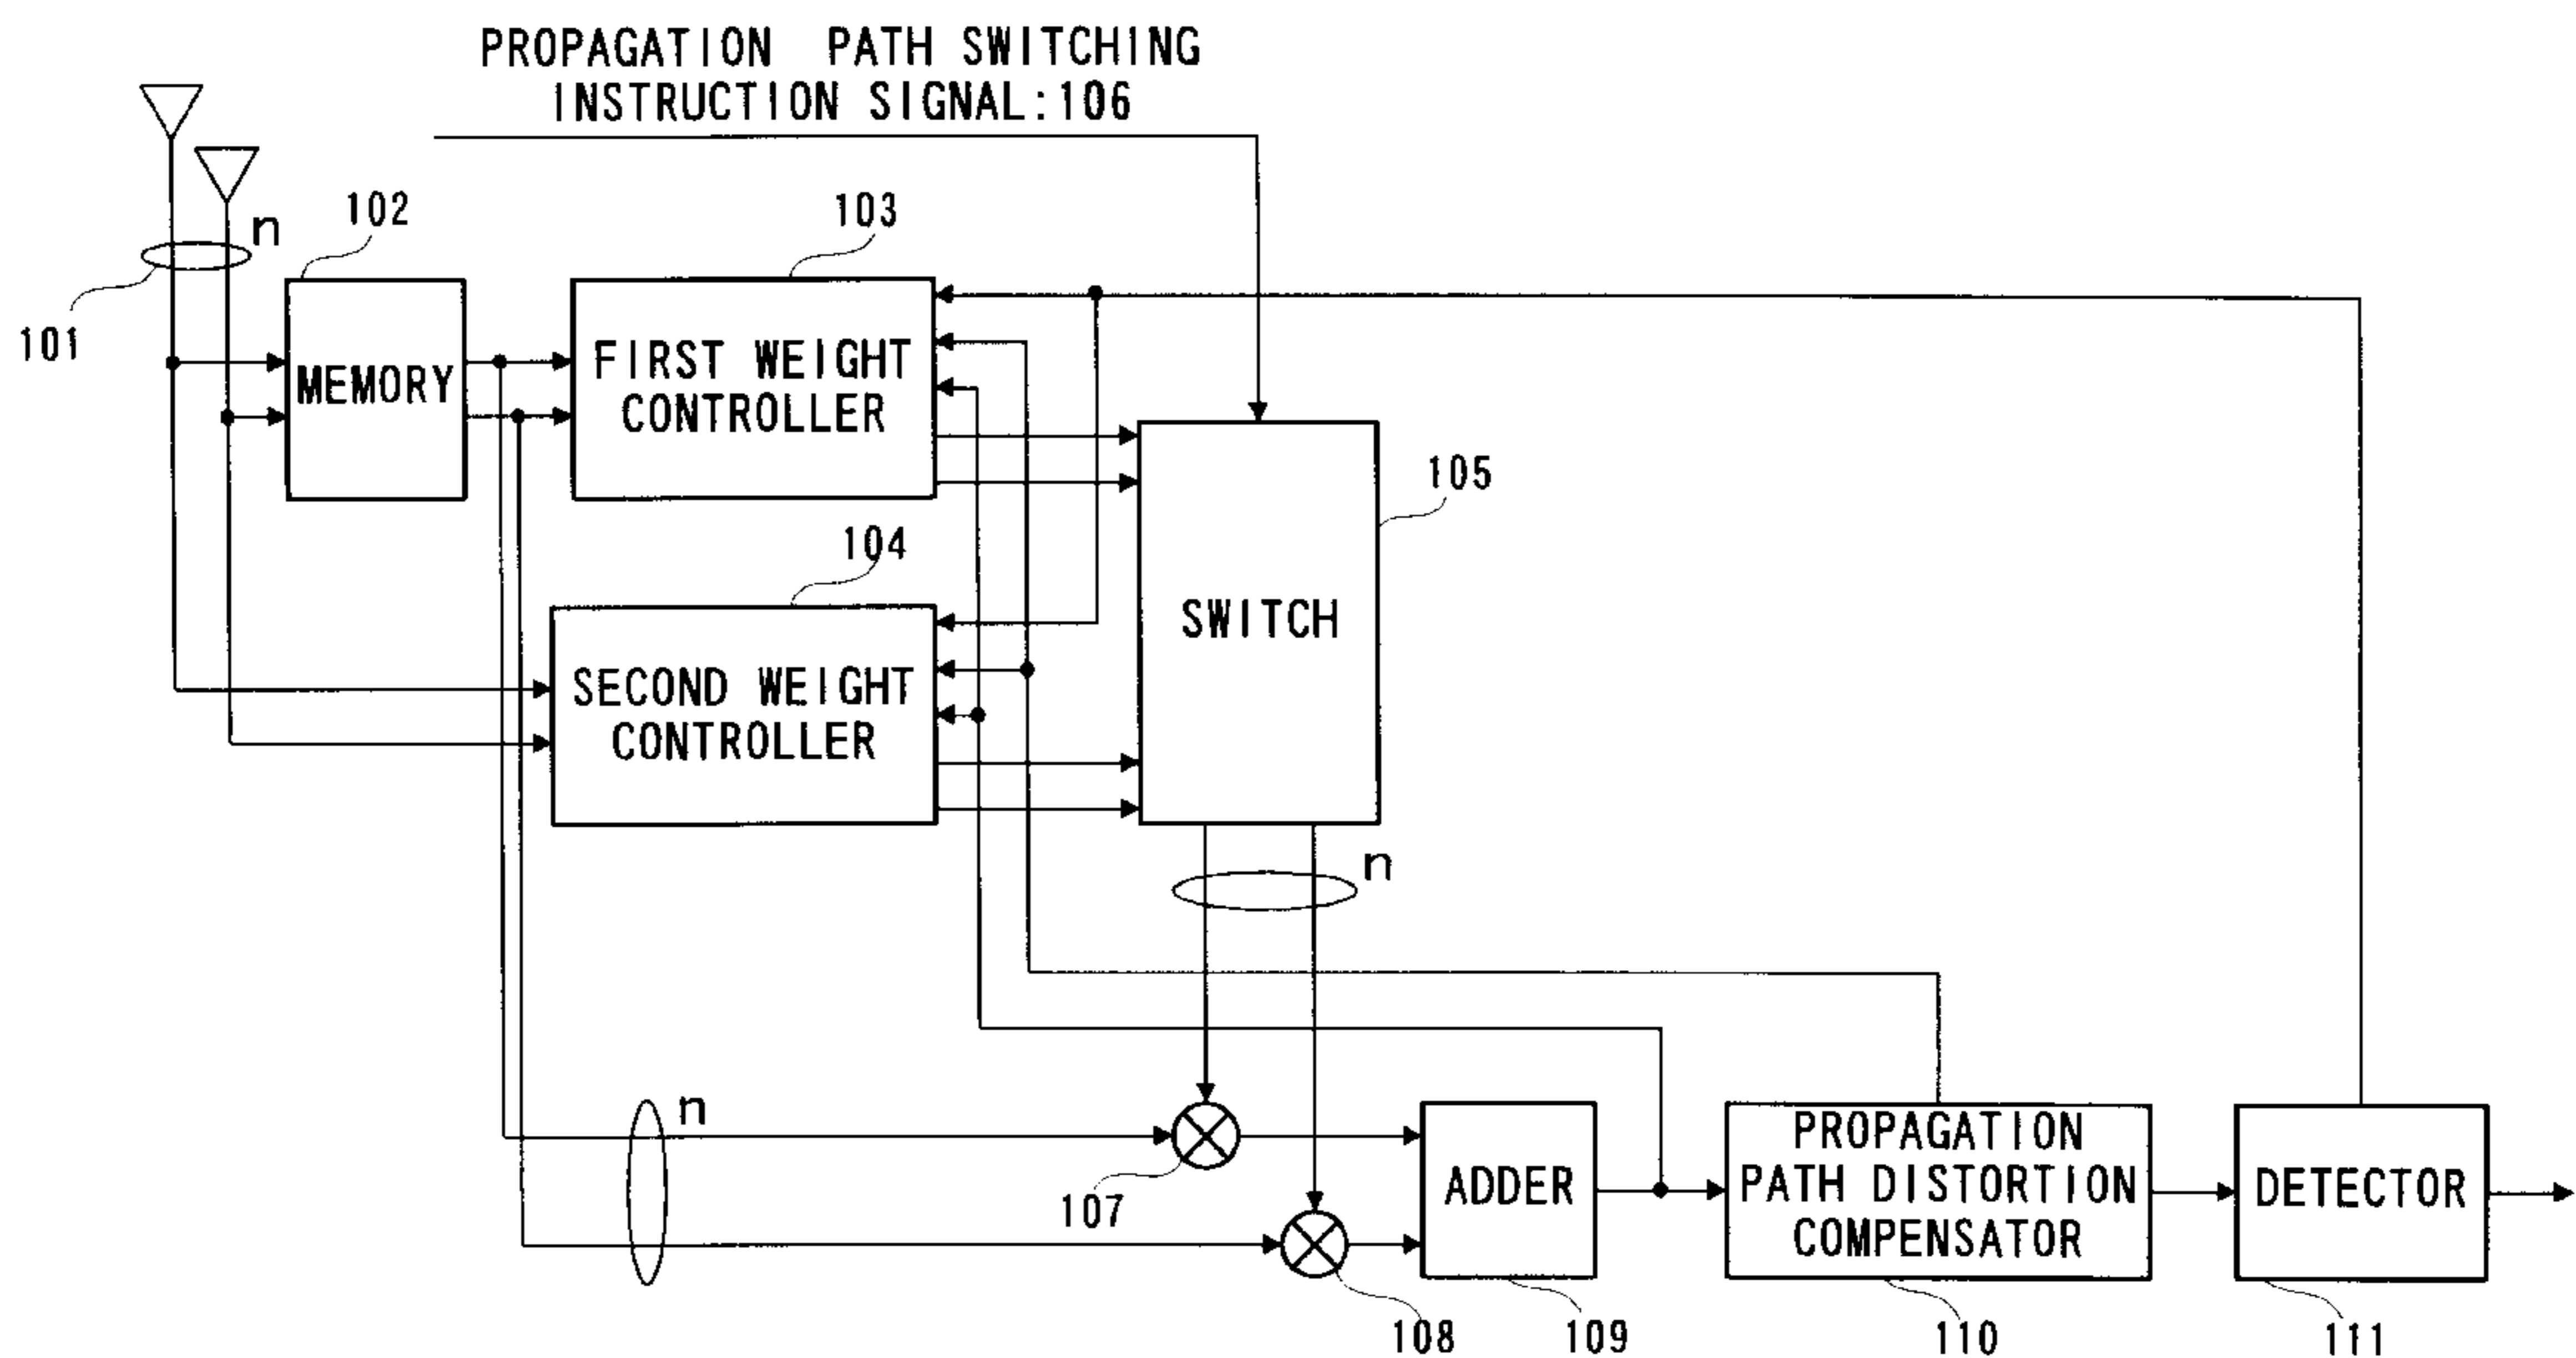 PROPAGATION PATH SWITCHING
INSTRUCTION SIGNAL:106
n
102
103
101
MEMORY
FIRST WEIGHT
CONTROLLER
105
104
SWITCH
SECOND WEIGHT
CONTROLLER
n
n
107
ADDER
PROPAGATION
PATH DISTORTION
COMPENSATOR
DETECTOR
108
109
110
111